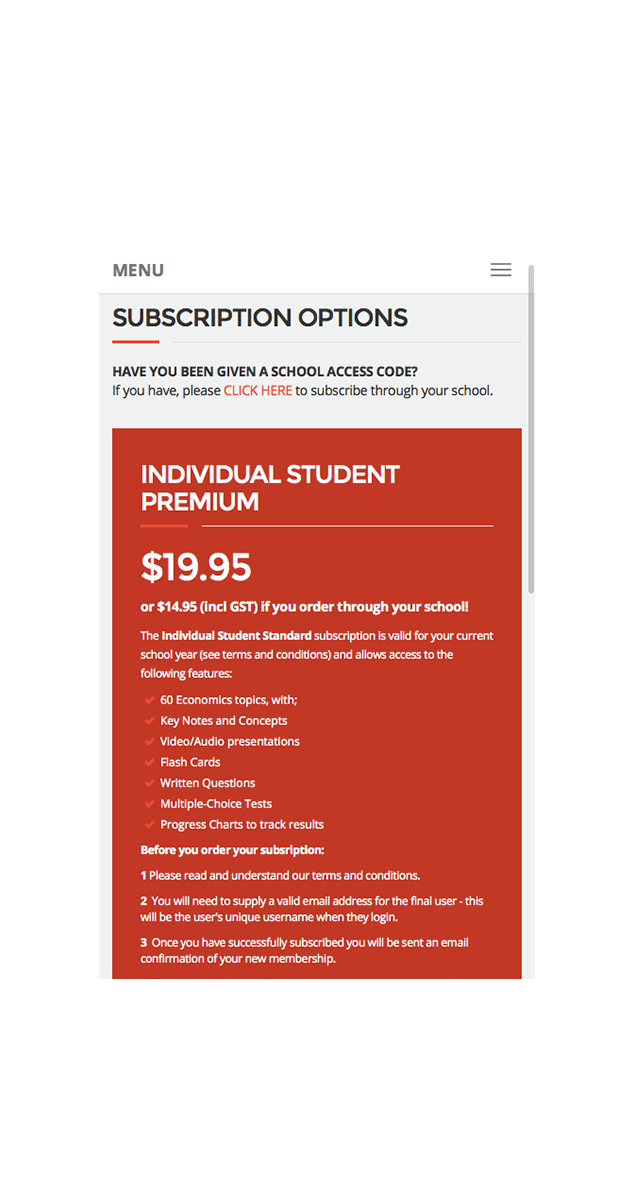 MENU
SUBSCRIPTION OPTIONS
HAVE YOU BEEN GIVEN A SCHOOL ACCESS CODE?
If you have, please CLICK HERE to subscribe through your school.
INDIVIDUAL STUDENT
PREMIUM
$19.95
or $14.95 (incl GST) if you order through your school!
The Individual Student Standard subscription is valid for your current
school year (see terms and conditions) and allows access to the
following features:
60 Economics topics, with;
Key Notes and Concepts
Video/Audio presentations
Flash Cards
Written Questions
Multiple-Choice Tests
Progress Charts to track results
Before you order your subsription:
1 Please read and understand our terms and conditions.
2 You will need to supply a valid email address for the final user - this
will be the user's unique username when they login.
3 Once you have successfully subscribed you will be sent an email
confirmation of your new membership.